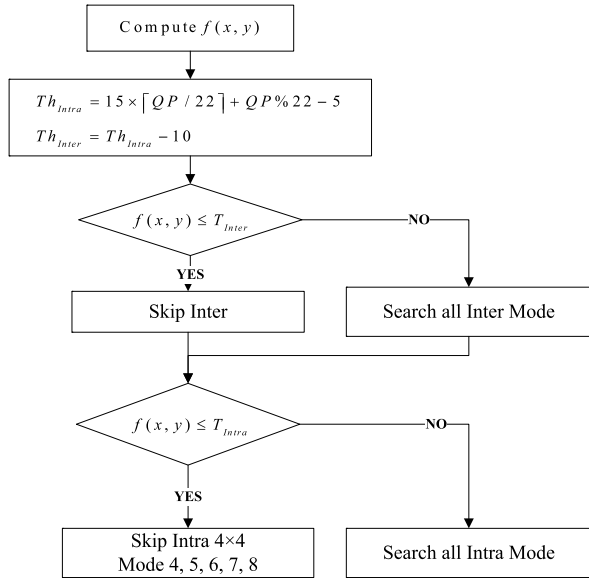 Compute f(x, y)
Th_Intra = 15 × ⌈QP / 22⌉ + QP%22 − 5
Th_Inter = Th_Intra − 10
f(x, y) ≤ T_Inter
NO
YES
Skip Inter
Search all Inter Mode
f(x, y) ≤ T_Intra
NO
YES
Skip Intra 4×4
Mode 4, 5, 6, 7, 8
Search all Intra Mode